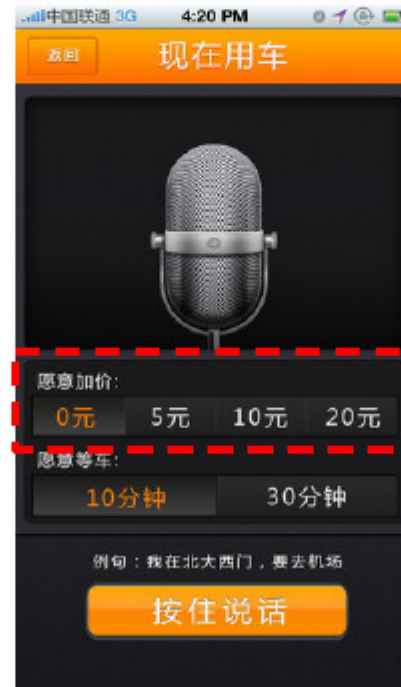 中国联通 3G 4:20 PM
返回 现在用车
愿意加价:
0元 5元 10元 20元
愿意等车:
10分钟 30分钟
例句：我在北大西门，要去机场
按住说话